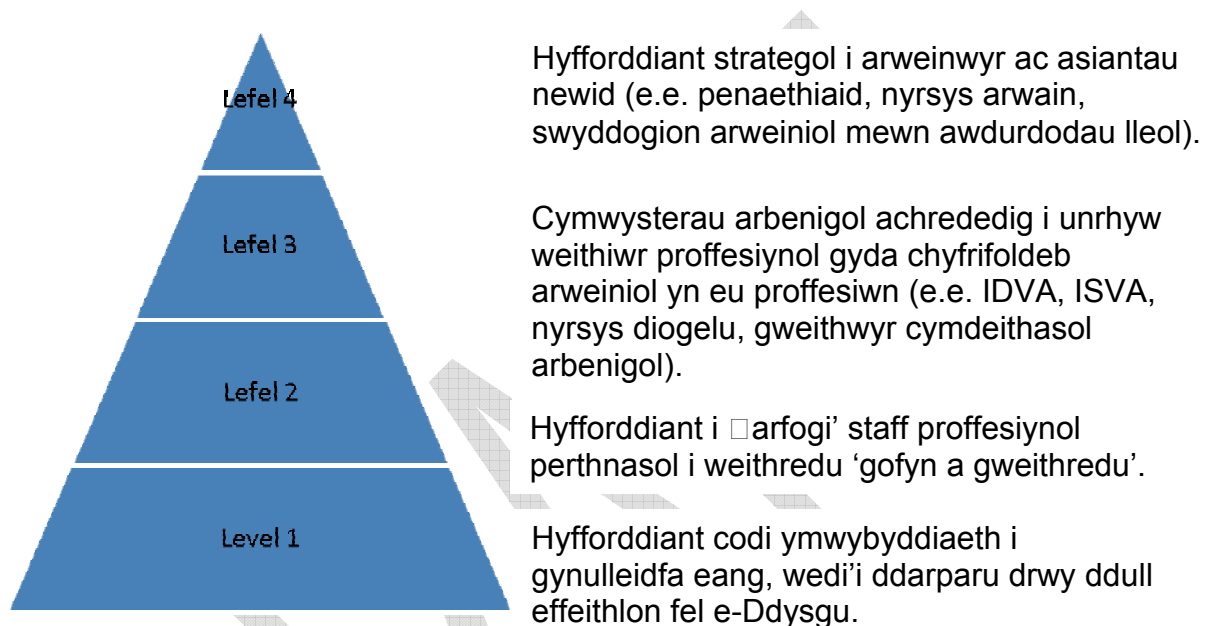 Lefel 4
Hyfforddiant strategol i arweinwyr ac asiantau
newid (e.e. penaethiaid, nyrsys arwain,
swyddogion arweiniol mewn awdurdodau lleol).
Lefel 3
Cymwysterau arbenigol achrededig i unrhyw
weithiwr proffesiynol gyda chyfrifoldeb
arweiniol yn eu proffesiwn (e.e. IDVA, ISVA,
nyrsys diogelu, gweithwyr cymdeithasol
arbenigol).
Lefel 2
Hyfforddiant i □arfogi’ staff proffesiynol
perthnasol i weithredu ‘gofyn a gweithredu’.
Level 1
Hyfforddiant codi ymwybyddiaeth i
gynulleidfa eang, wedi’i ddarparu drwy ddull
effeithlon fel e-Ddysgu.